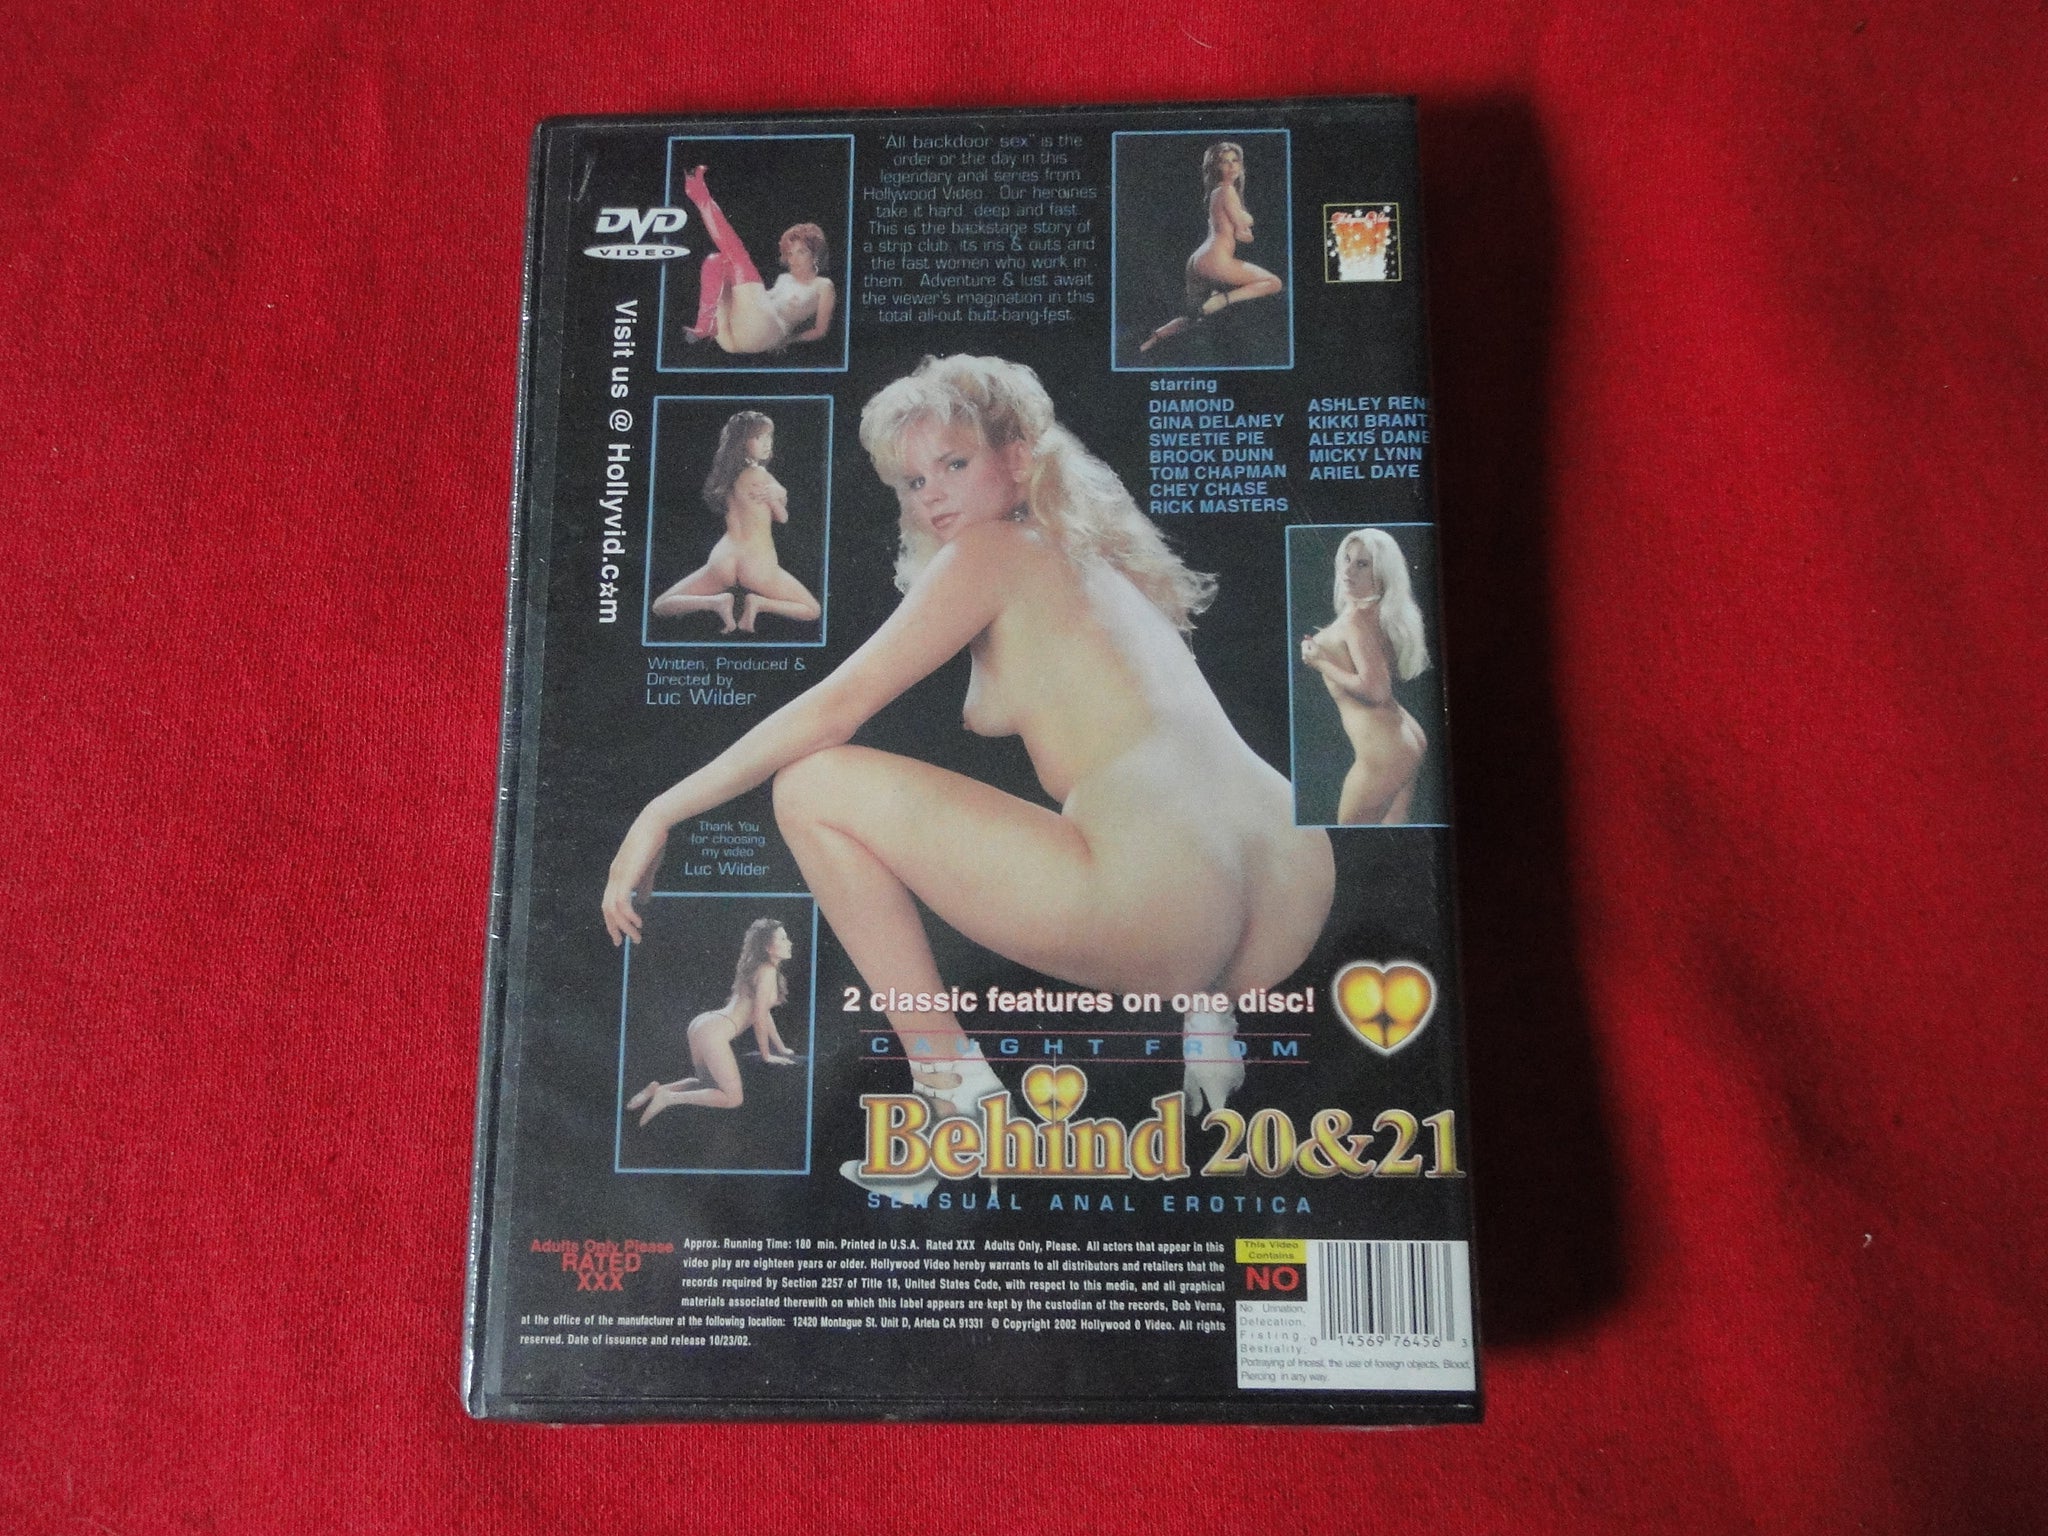 "All backdoor sex" is the
order or the day in this
legendary anal series from
Hollywood Video. Our heroines
take it hard, deep and fast.
This is the backstage story of
a strip club, its ins & outs and
the fast women who work in
them. Adventure & lust await
the viewer's imagination in this
total all-out butt-bang-fest.
DVD
VIDEO
Visit us @ Hollyvid.c☆m
starring
DIAMOND
GINA DELANEY
SWEETIE PIE
BROOK DUNN
TOM CHAPMAN
CHEY CHASE
RICK MASTERS
ASHLEY REN
KIKKI BRANT
ALEXIS DANE
MICKY LYNN
ARIEL DAYE
Written, Produced &
Directed by
Luc Wilder
Thank You
for choosing
my video
Luc Wilder
2 classic features on one disc!
CAUGHT FROM
Behind 20&21
SENSUAL ANAL EROTICA
Adults Only Please
RATED
XXX
Approx. Running Time: 180 min. Printed in U.S.A. Rated XXX Adults Only, Please. All actors that appear in this
video play are eighteen years or older. Hollywood Video hereby warrants to all distributors and retailers that the
records required by Section 2257 of Title 18, United States Code, with respect to this media, and all graphical
materials associated therewith on which this label appears are kept by the custodian of the records, Bob Verna,
at the office of the manufacturer at the following location: 12420 Montague St. Unit D, Arleta CA 91331 © Copyright 2002 Hollywood 0 Video. All rights
reserved. Date of issuance and release 10/23/02.
This Video
Contains
NO
No Urination,
Defecation,
Fisting,
Bestiality,
Portraying of Incest, the use of foreign objects, Blood,
Piercing in any way.
0 14569 76456 3